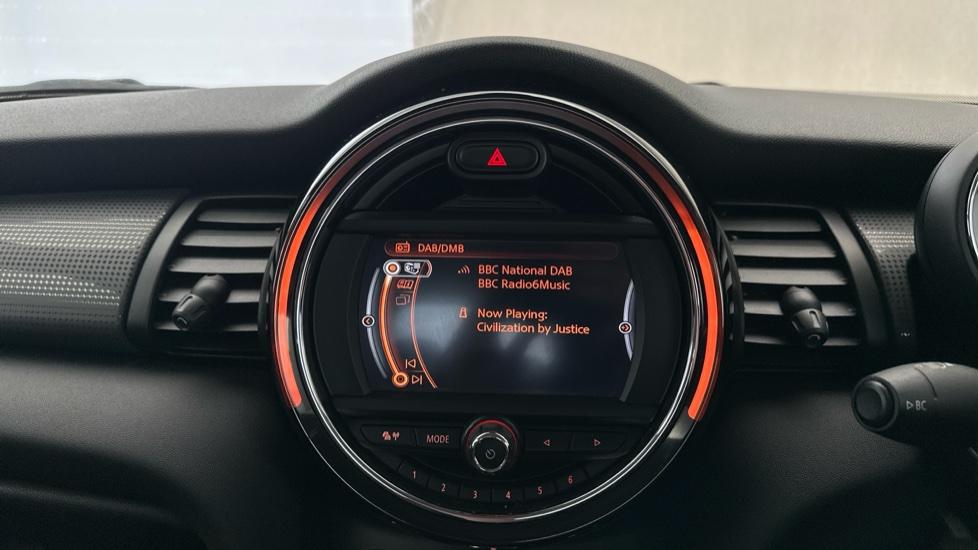 DAB/DMB
BBC National DAB
BBC Radio6Music
Now Playing:
Civilization by Justice
MODE
1 2 3 4 5 6
BC